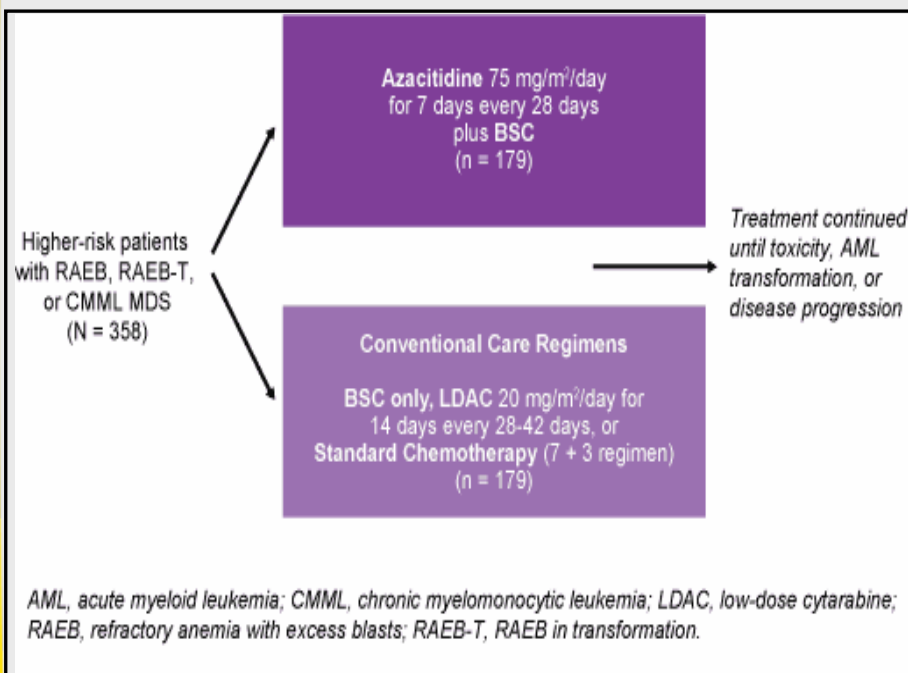 Azacitidine 75 mg/m²/day
for 7 days every 28 days
plus BSC
(n = 179)
Higher-risk patients
with RAEB, RAEB-T,
or CMML MDS
(N = 358)
Treatment continued
until toxicity, AML
transformation, or
disease progression
Conventional Care Regimens
BSC only, LDAC 20 mg/m²/day for
14 days every 28-42 days, or
Standard Chemotherapy (7 + 3 regimen)
(n = 179)
AML, acute myeloid leukemia; CMML, chronic myelomonocytic leukemia; LDAC, low-dose cytarabine;
RAEB, refractory anemia with excess blasts; RAEB-T, RAEB in transformation.